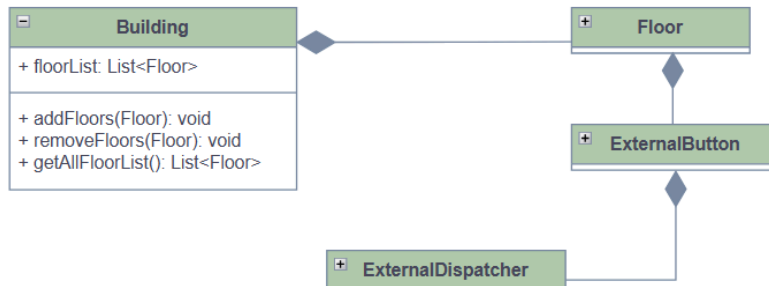 Building
+ floorList: List<Floor>
+ addFloors(Floor): void
+ removeFloors(Floor): void
+ getAllFloorList(): List<Floor>
Floor
ExternalButton
ExternalDispatcher